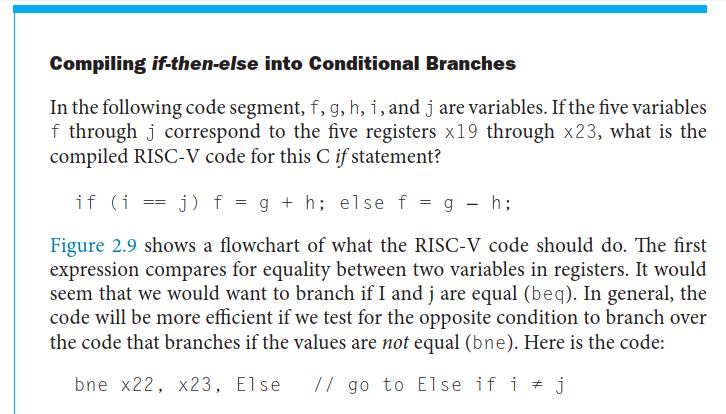 Compiling if-then-else into Conditional Branches
In the following code segment, f, g, h, i, and j are variables. If the five variables
f through j correspond to the five registers x19 through x23, what is the
compiled RISC-V code for this C if statement?
if (i == j) f = g + h; else f = g − h;
Figure 2.9 shows a flowchart of what the RISC-V code should do. The first
expression compares for equality between two variables in registers. It would
seem that we would want to branch if I and j are equal (beq). In general, the
code will be more efficient if we test for the opposite condition to branch over
the code that branches if the values are not equal (bne). Here is the code:
bne x22, x23, Else // go to Else if i ≠ j